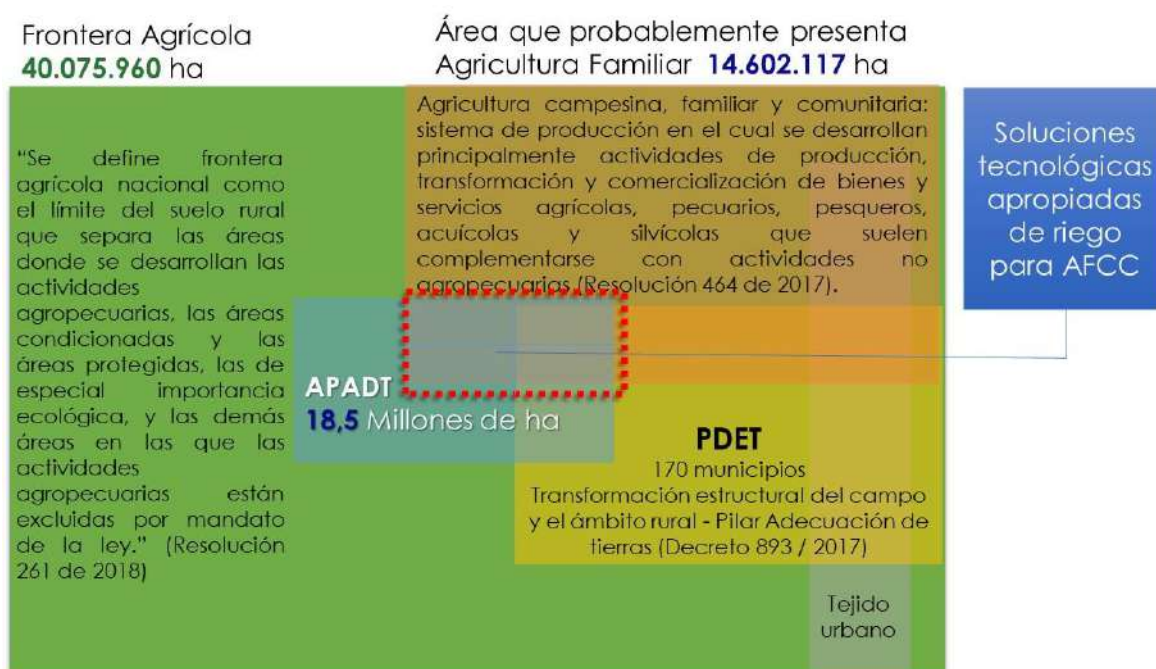 Frontera Agrícola
40.075.960 ha
Área que probablemente presenta
Agricultura Familiar 14.602.117 ha
“Se define frontera
agrícola nacional como
el límite del suelo rural
que separa las áreas
donde se desarrollan las
actividades
agropecuarias, las áreas
condicionadas y las
áreas protegidas, las de
especial importancia
ecológica, y las demás
áreas en las que las
actividades
agropecuarias están
excluidas por mandato
de la ley.” (Resolución
261 de 2018)
Agricultura campesina, familiar y comunitaria:
sistema de producción en el cual se desarrollan
principalmente actividades de producción,
transformación y comercialización de bienes y
servicios agrícolas, pecuarios, pesqueros,
acuícolas y silvícolas que suelen
complementarse con actividades no
agropecuarias (Resolución 464 de 2017).
Soluciones
tecnológicas
apropiadas
de riego
para AFCC
APADT
18,5 Millones de ha
PDET
170 municipios
Transformación estructural del campo
y el ámbito rural - Pilar Adecuación de
tierras (Decreto 893 / 2017)
Tejido
urbano